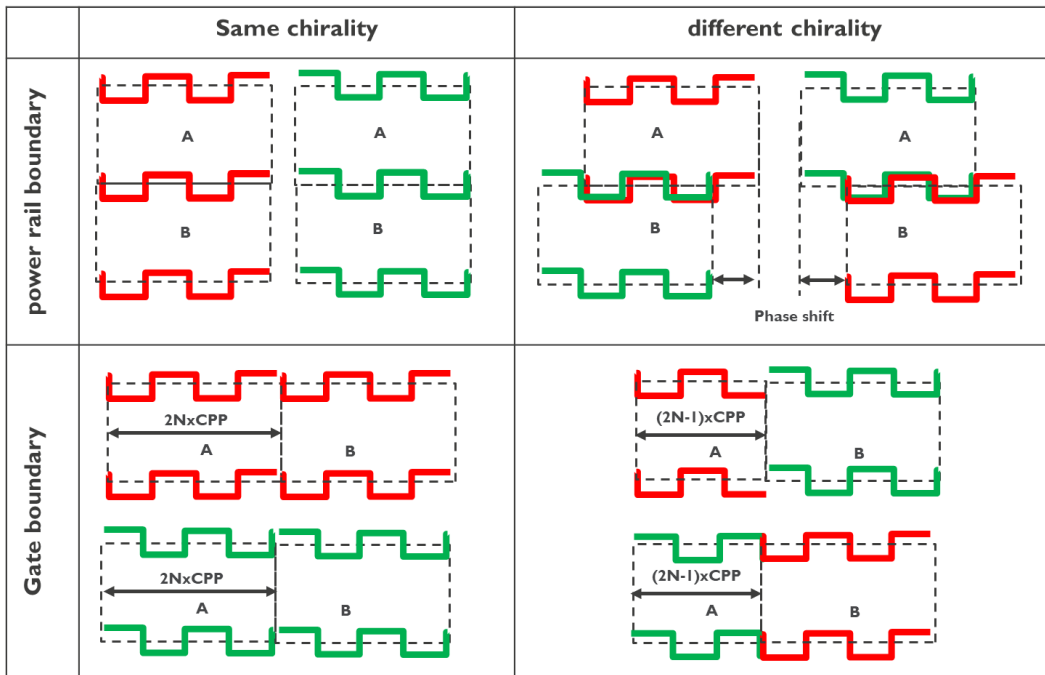 Same chirality
different chirality
power rail boundary
A
A
B
B
A
A
B
B
Phase shift
Gate boundary
2NxCPP
A
B
2NxCPP
A
B
(2N-1)xCPP
A
B
(2N-1)xCPP
A
B